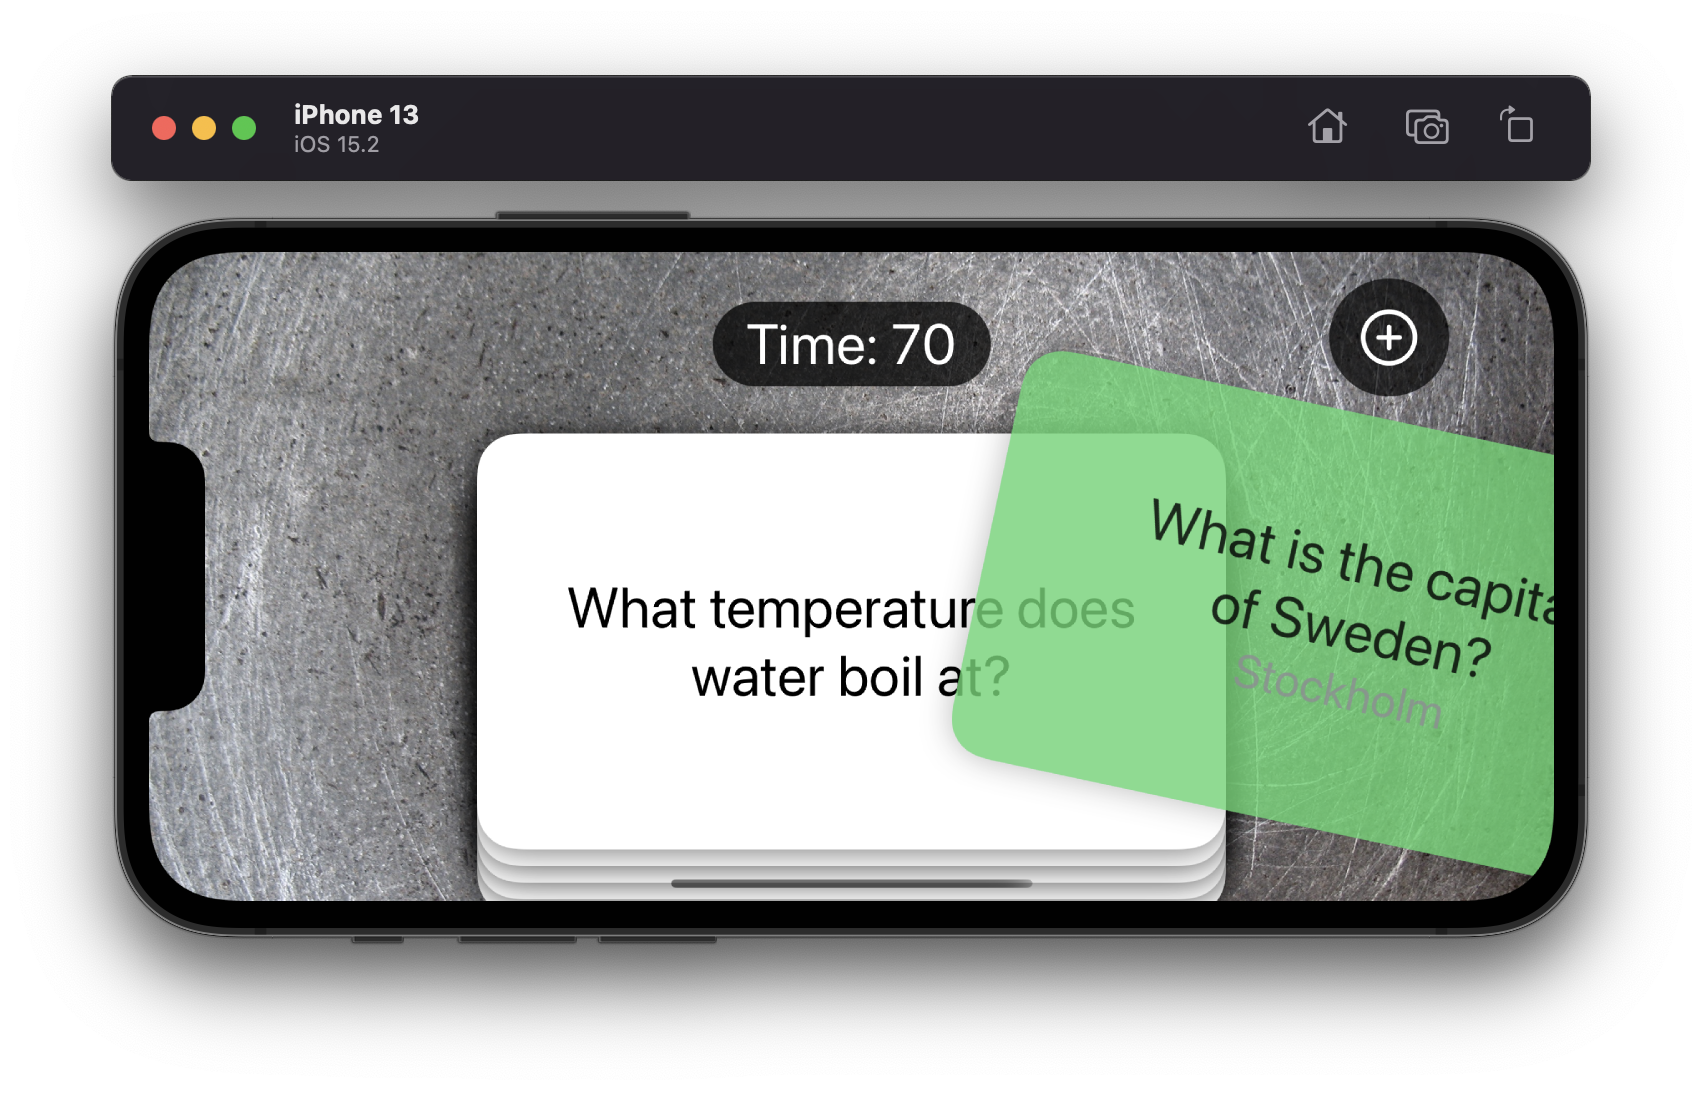 iPhone 13
iOS 15.2
Time: 70
What temperature does
water boil at?
What is the capita
of Sweden?
Stockholm